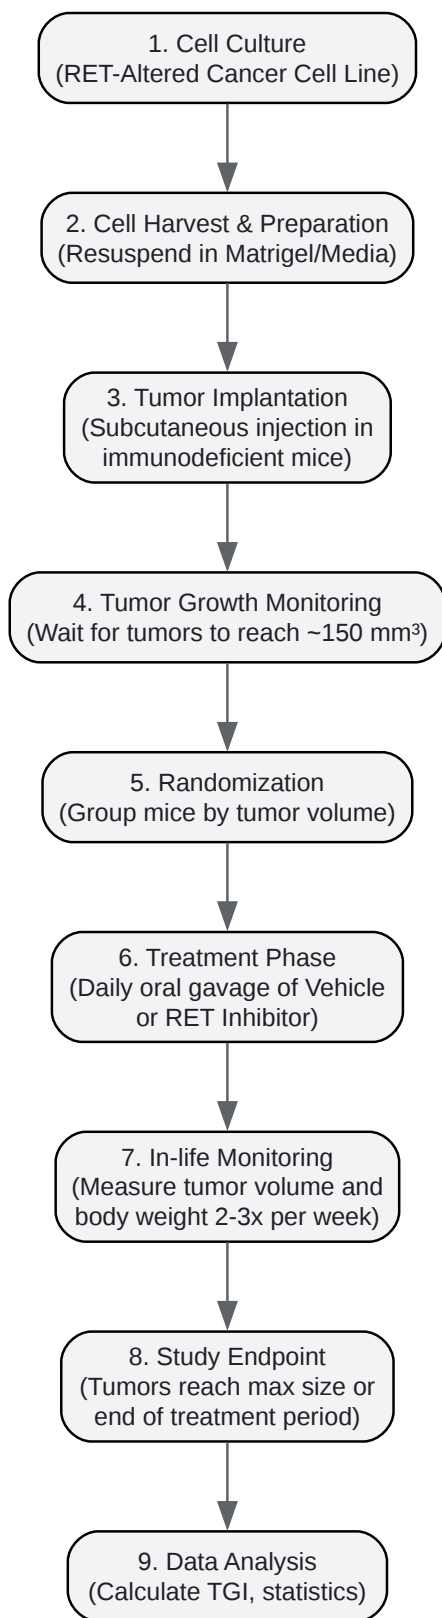 1. Cell Culture
(RET-Altered Cancer Cell Line)
2. Cell Harvest & Preparation
(Resuspend in Matrigel/Media)
3. Tumor Implantation
(Subcutaneous injection in
immunodeficient mice)
4. Tumor Growth Monitoring
(Wait for tumors to reach ~150 mm³)
5. Randomization
(Group mice by tumor volume)
6. Treatment Phase
(Daily oral gavage of Vehicle
or RET Inhibitor)
7. In-life Monitoring
(Measure tumor volume and
body weight 2-3x per week)
8. Study Endpoint
(Tumors reach max size or
end of treatment period)
9. Data Analysis
(Calculate TGI, statistics)